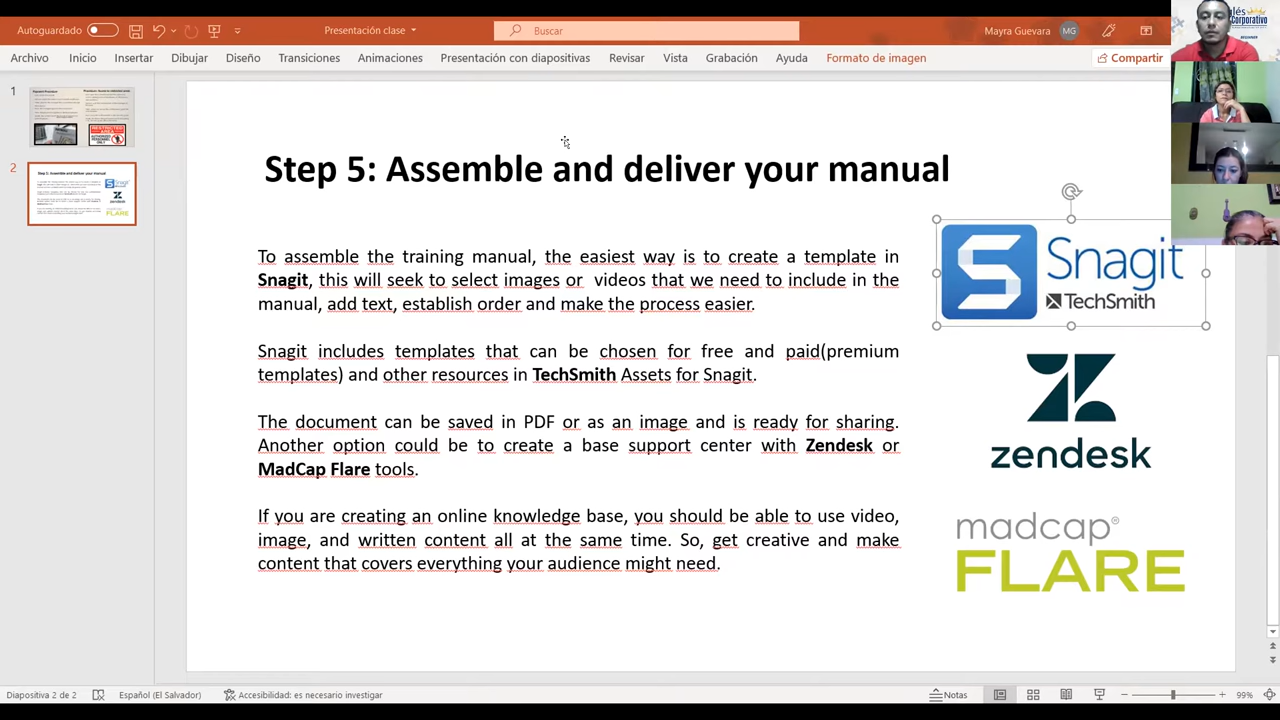 Autoguardado
Presentación clase
Buscar
Mayra Guevara
MG
Archivo
Inicio
Insertar
Dibujar
Diseño
Transiciones
Animaciones
Presentación con diapositivas
Revisar
Vista
Grabación
Ayuda
Formato de imagen
Compartir
lés
Corporativo
1
2
RESTRICTED
AREA
Step 5: Assemble and deliver your manual
To assemble the training manual, the easiest way is to create a template in
Snagit, this will seek to select images or videos that we need to include in the
manual, add text, establish order and make the process easier.
Snagit includes templates that can be chosen for free and paid(premium
templates) and other resources in TechSmith Assets for Snagit.
The document can be saved in PDF or as an image and is ready for sharing.
Another option could be to create a base support center with Zendesk or
MadCap Flare tools.
If you are creating an online knowledge base, you should be able to use video,
image, and written content all at the same time. So, get creative and make
content that covers everything your audience might need.
Snagit
TechSmith
zendesk
madcap®
FLARE
Diapositiva 2 de 2
Español (El Salvador)
Accesibilidad: es necesario investigar
Notas
99%